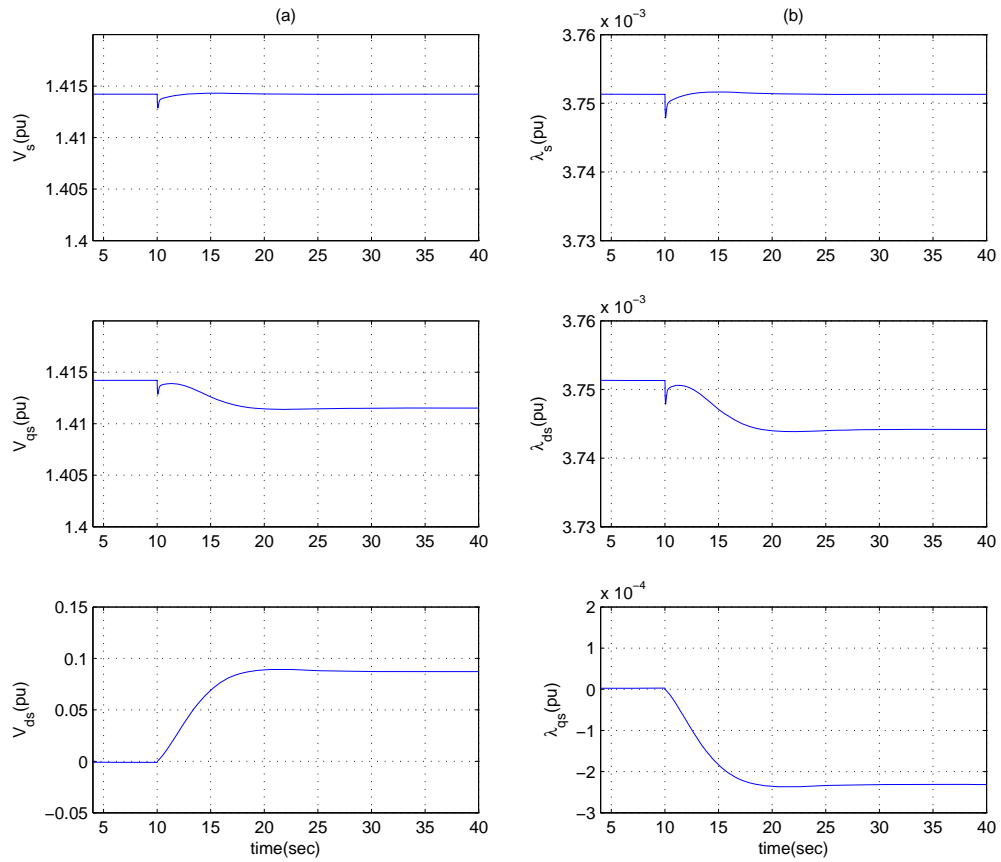 (a)
1.415
1.41
1.405
1.4
V_s(pu)
5 10 15 20 25 30 35 40
(b)
x 10^−3
3.76
3.75
3.74
3.73
λ_s(pu)
5 10 15 20 25 30 35 40
1.415
1.41
1.405
1.4
V_qs(pu)
5 10 15 20 25 30 35 40
x 10^−3
3.76
3.75
3.74
3.73
λ_ds(pu)
5 10 15 20 25 30 35 40
0.15
0.1
0.05
0
−0.05
V_ds(pu)
5 10 15 20 25 30 35 40
time(sec)
x 10^−4
2
1
0
−1
−2
−3
λ_qs(pu)
5 10 15 20 25 30 35 40
time(sec)